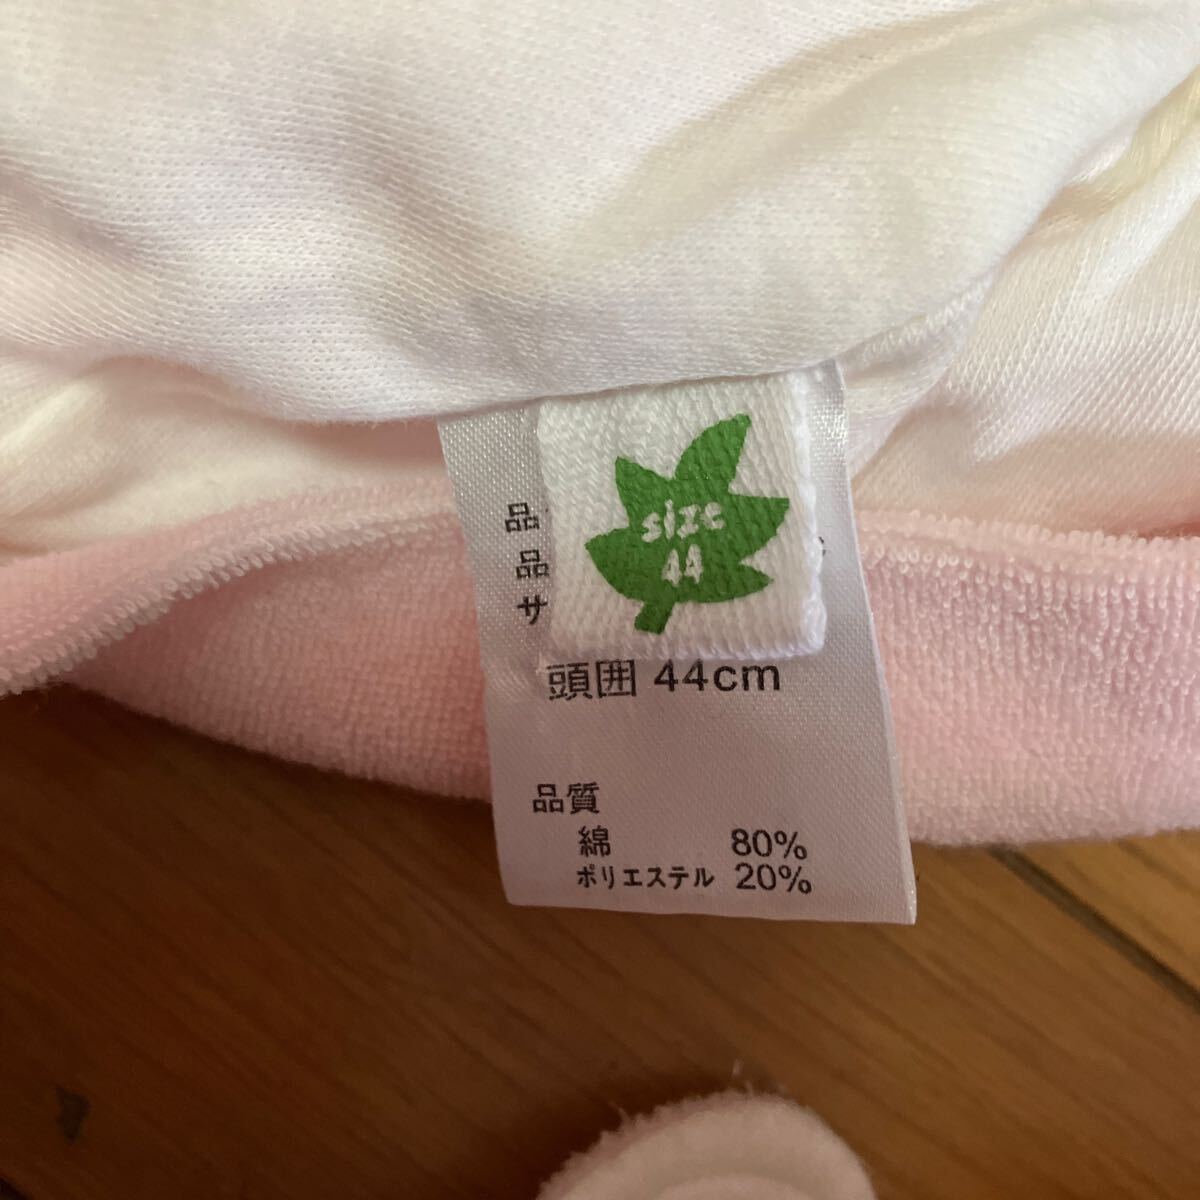 size
44
品
品
サ
頭囲 44cm
品質
綿 80%
ポリエステル 20%